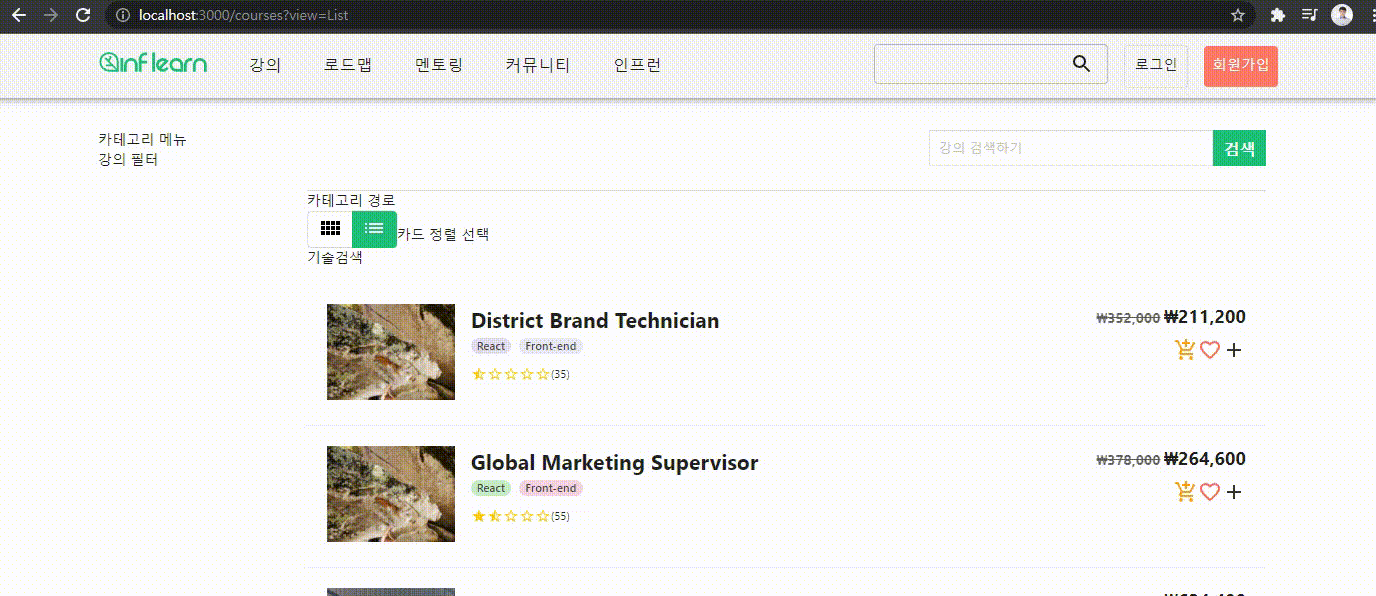 localhost:3000/courses?view=List
inflearn 강의 로드맵 멘토링 커뮤니티 인프런 로그인 회원가입
카테고리 메뉴
강의 필터
강의 검색하기 검색
카테고리 경로
카드 정렬 선택
기술검색
District Brand Technician ₩352,000 ₩211,200
React Front-end
(35)
Global Marketing Supervisor ₩378,000 ₩264,600
React Front-end
(55)